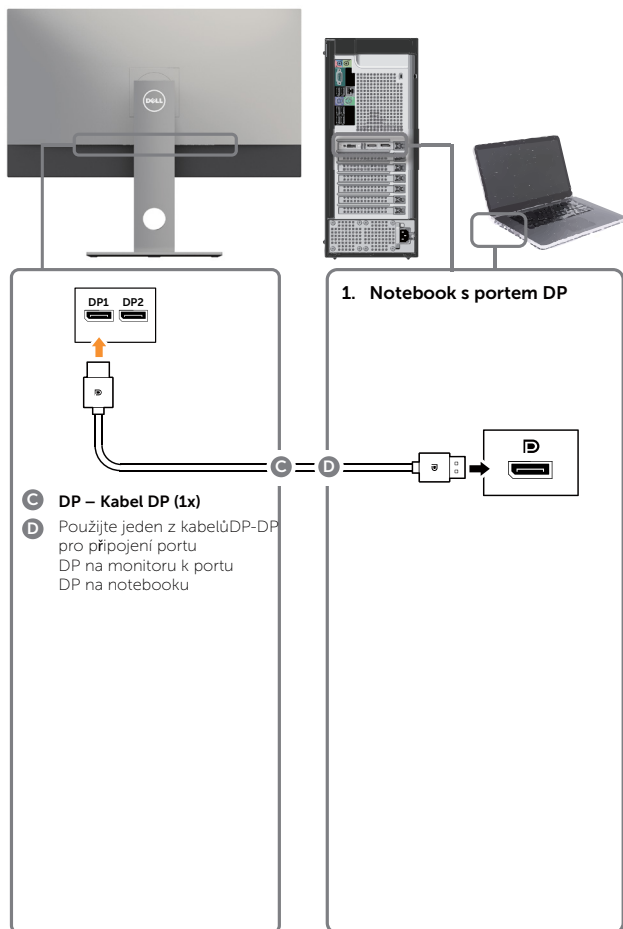 DELL
DP1 DP2
1. Notebook s portem DP
C D
C DP – Kabel DP (1x)
D Použijte jeden z kabelůDP-DP
pro připojení portu
DP na monitoru k portu
DP na notebooku